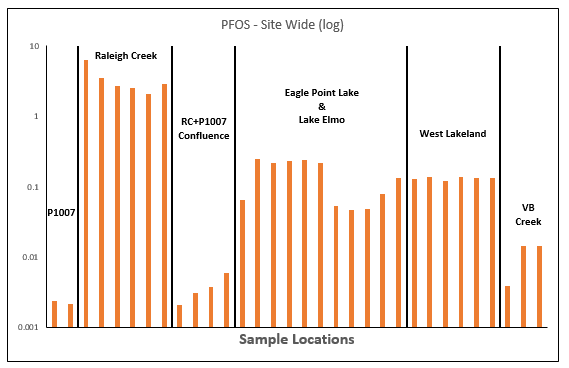 PFOS - Site Wide (log)
10
1
0.1
0.01
0.001
P1007
Raleigh Creek
RC+P1007
Confluence
Eagle Point Lake
&
Lake Elmo
West Lakeland
VB
Creek
Sample Locations